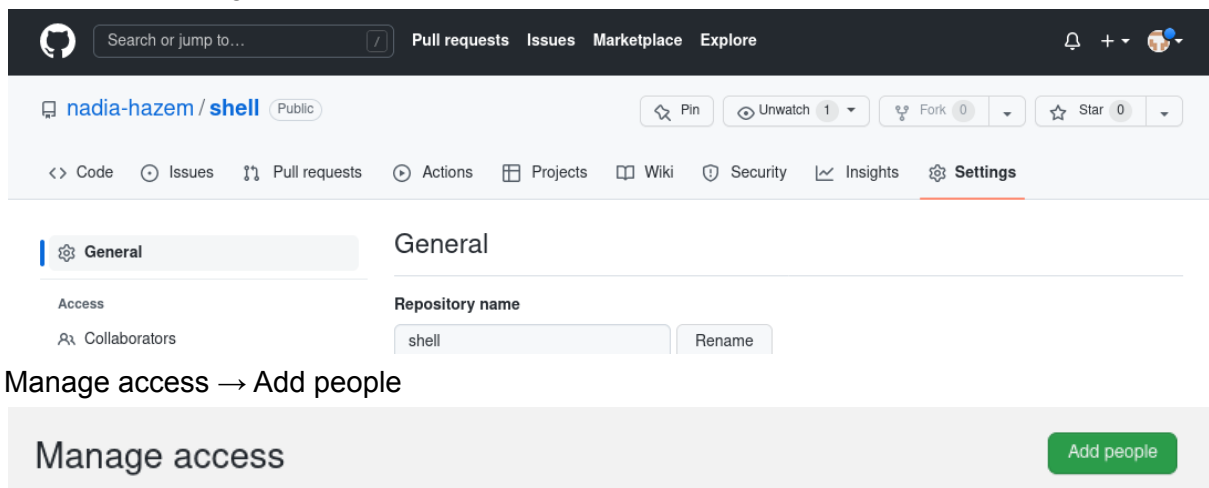 Search or jump to... / Pull requests Issues Marketplace Explore
nadia-hazem / shell Public Pin Unwatch 1 Fork 0 Star 0
<> Code Issues Pull requests Actions Projects Wiki Security Insights Settings
General
General
Access
Repository name
Collaborators
shell Rename
Manage access → Add people
Manage access Add people